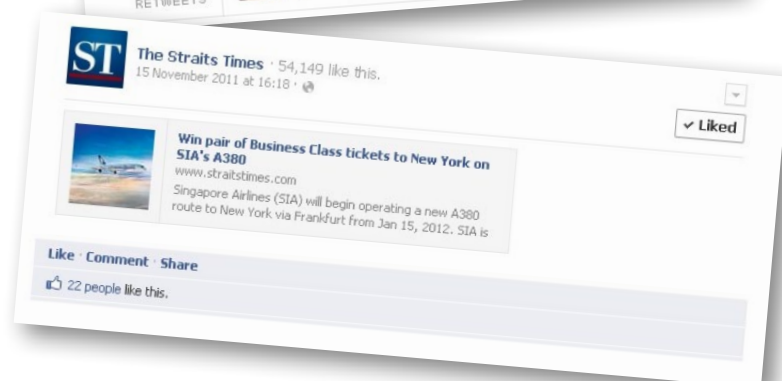 RETWEETS
ST
The Straits Times · 54,149 like this.
15 November 2011 at 16:18 ·
Liked
Win pair of Business Class tickets to New York on
SIA's A380
www.straitstimes.com
Singapore Airlines (SIA) will begin operating a new A380
route to New York via Frankfurt from Jan 15, 2012. SIA is
Like · Comment · Share
22 people like this.